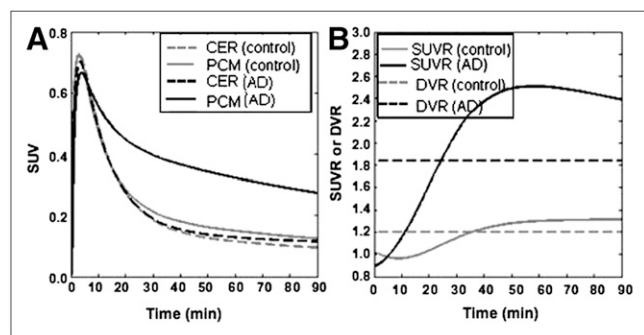 A
CER (control)
PCM (control)
CER (AD)
PCM (AD)
SUV
0.8
0.6
0.4
0.2
0.0
0 10 20 30 40 50 60 70 80 90
Time (min)
B
SUVR (control)
SUVR (AD)
DVR (control)
DVR (AD)
SUVR or DVR
3.0
2.8
2.6
2.4
2.2
2.0
1.8
1.6
1.4
1.2
1.0
0.8
0 10 20 30 40 50 60 70 80 90
Time (min)